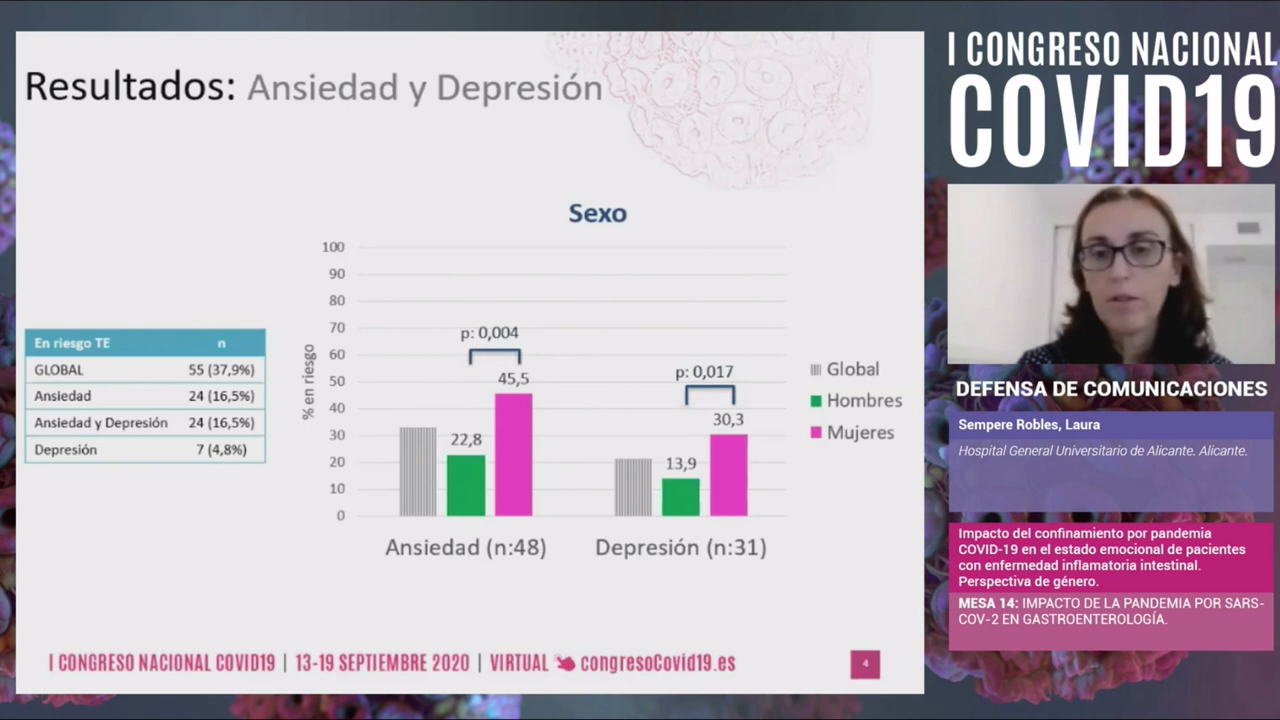 Resultados: Ansiedad y Depresión
En riesgo TE n
GLOBAL 55 (37,9%)
Ansiedad 24 (16,5%)
Ansiedad y Depresión 24 (16,5%)
Depresión 7 (4,8%)
Sexo
% en riesgo
100
90
80
70
60
50
40
30
20
10
0
p: 0,004
45,5
22,8
p: 0,017
30,3
13,9
Ansiedad (n:48)
Depresión (n:31)
Global
Hombres
Mujeres
I CONGRESO NACIONAL COVID19 | 13-19 SEPTIEMBRE 2020 | VIRTUAL congresoCovid19.es
4
I CONGRESO NACIONAL
COVID19
DEFENSA DE COMUNICACIONES
Sempere Robles, Laura
Hospital General Universitario de Alicante. Alicante.
Impacto del confinamiento por pandemia
COVID-19 en el estado emocional de pacientes
con enfermedad inflamatoria intestinal.
Perspectiva de género.
MESA 14: IMPACTO DE LA PANDEMIA POR SARS-
COV-2 EN GASTROENTEROLOGÍA.